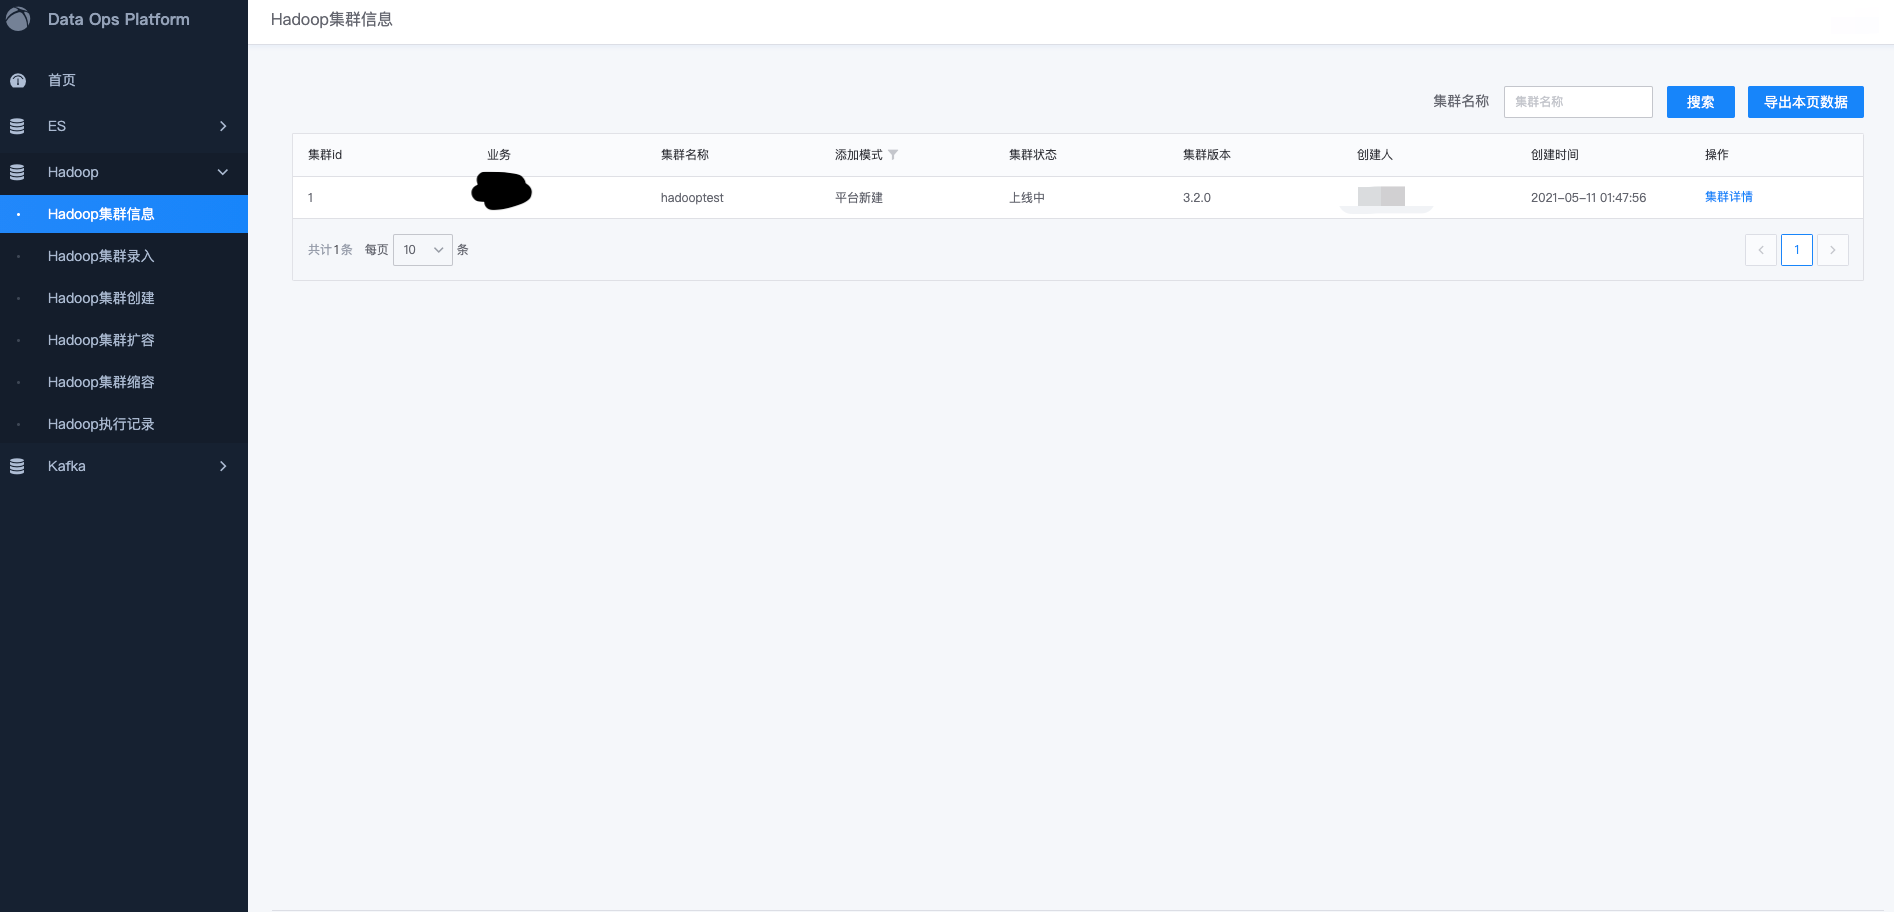 Data Ops Platform
首页
ES
Hadoop
Hadoop集群信息
Hadoop集群录入
Hadoop集群创建
Hadoop集群扩容
Hadoop集群缩容
Hadoop执行记录
Kafka
Hadoop集群信息
集群名称 集群名称 搜索 导出本页数据
集群id 业务 集群名称 添加模式 集群状态 集群版本 创建人 创建时间 操作
1 hadooptest 平台新建 上线中 3.2.0 2021-05-11 01:47:56 集群详情
共计1条 每页 10 条 1